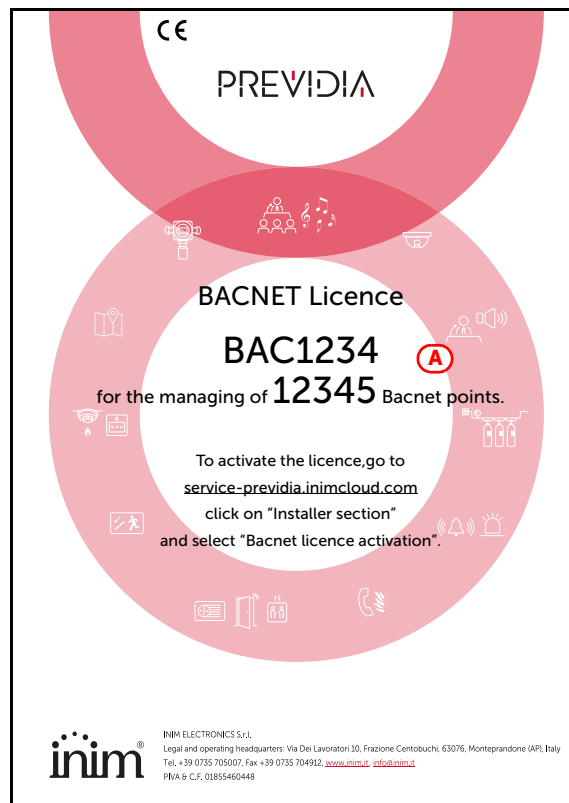 CE
PREVIDIA
BACNET Licence
BAC1234
A
for the managing of 12345 Bacnet points.
To activate the licence,go to
service-previdia.inimcloud.com
click on “Installer section”
and select “Bacnet licence activation”.
inim®
INIM ELECTRONICS S.r.l.
Legal and operating headquarters: Via Dei Lavoratori 10, Frazione Centobuchi, 63076, Monteprandone (AP), Italy
Tel. +39 0735 705007, Fax +39 0735 704912, www.inim.it, info@inim.it
PIVA & C.F. 01855460448